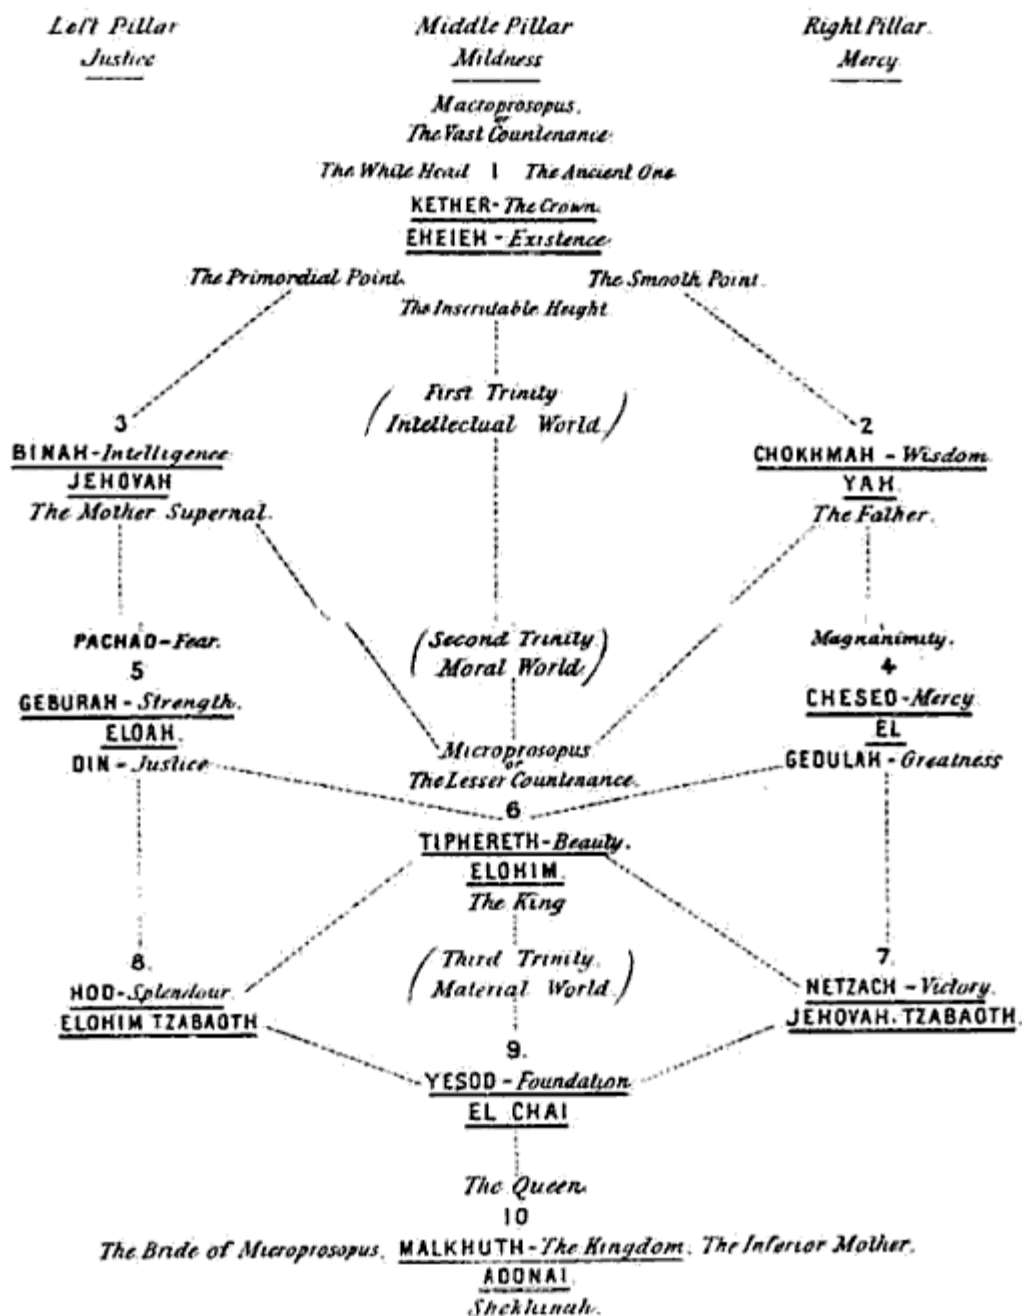 Left Pillar Middle Pillar Right Pillar.
Justice Mildness Mercy
Macroprosopus.
or
The Vast Countenance
The White Head 1 The Ancient One
KETHER - The Crown.
EHEIEH - Existence
The Primordial Point. The Smooth Point.
The Inscrutable Height.
(First Trinity
Intellectual World)
3 2
BINAH - Intelligence CHOKHMAH - Wisdom.
JEHOVAH YAH.
The Mother Supernal. The Father.
PACHAD - Fear. (Second Trinity Magnanimity.
5 Moral World) 4
GEBURAH - Strength. CHESED - Mercy
ELOAH. EL
DIN - Justice Microprosopus GEDULAH - Greatness
or
The Lesser Countenance.
6
TIPHERETH - Beauty.
ELOHIM.
The King
8. (Third Trinity. 7
HOD - Splendour. Material World.) NETZACH - Victory.
ELOHIM TZABAOTH JEHOVAH. TZABAOTH.
9.
YESOD - Foundation
EL CHAI
The Queen.
10
The Bride of Microprosopus. MALKHUTH - The Kingdom. The Inferior Mother.
ADONAI.
Shekhinah.